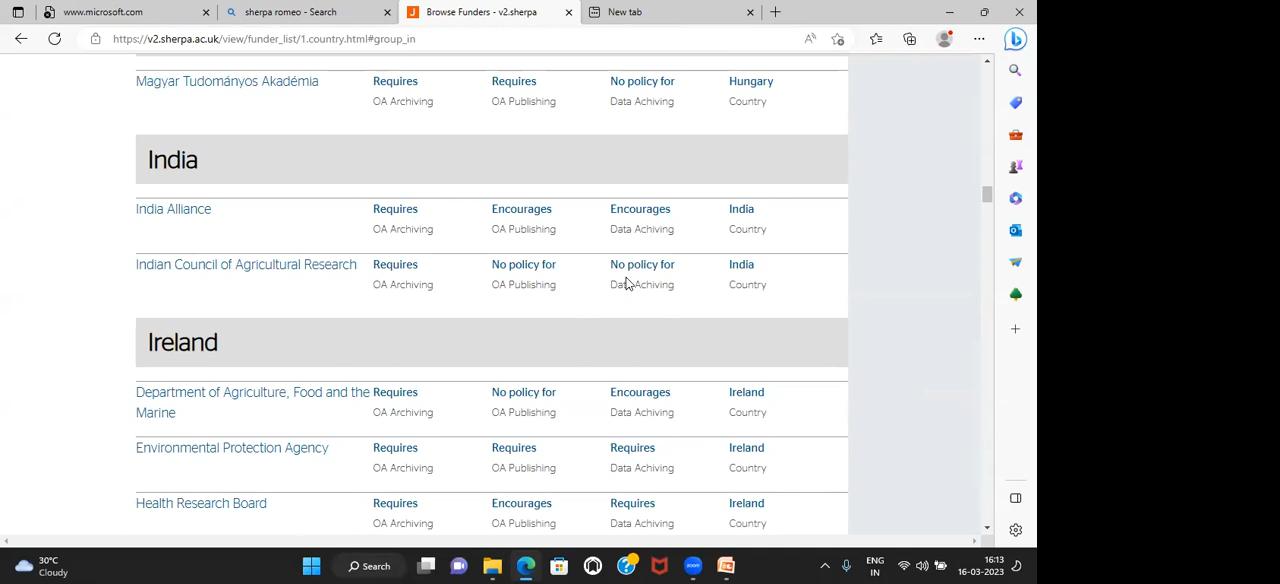 www.microsoft.com
sherpa romeo - Search
Browse Funders - v2.sherpa
New tab
https://v2.sherpa.ac.uk/view/funder_list/1.country.html#group_in
Magyar Tudományos Akadémia Requires Requires No policy for Hungary
OA Archiving OA Publishing Data Achiving Country
India
India Alliance Requires Encourages Encourages India
OA Archiving OA Publishing Data Achiving Country
Indian Council of Agricultural Research Requires No policy for No policy for India
OA Archiving OA Publishing Data Achiving Country
Ireland
Department of Agriculture, Food and the Requires No policy for Encourages Ireland
Marine OA Archiving OA Publishing Data Achiving Country
Environmental Protection Agency Requires Requires Requires Ireland
OA Archiving OA Publishing Data Achiving Country
Health Research Board Requires Encourages Requires Ireland
OA Archiving OA Publishing Data Achiving Country
30°C
Cloudy
Search
zoom
ENG
IN
16:13
16-03-2023